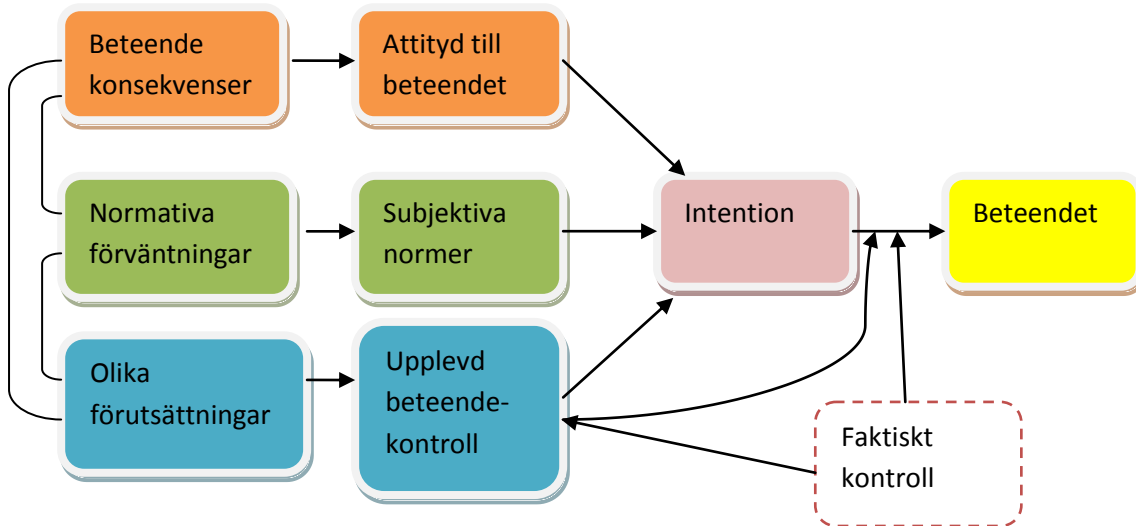 Beteende
konsekvenser
Attityd till
beteendet
Normativa
förväntningar
Subjektiva
normer
Intention
Beteendet
Olika
förutsättningar
Upplevd
beteende-
kontroll
Faktiskt
kontroll